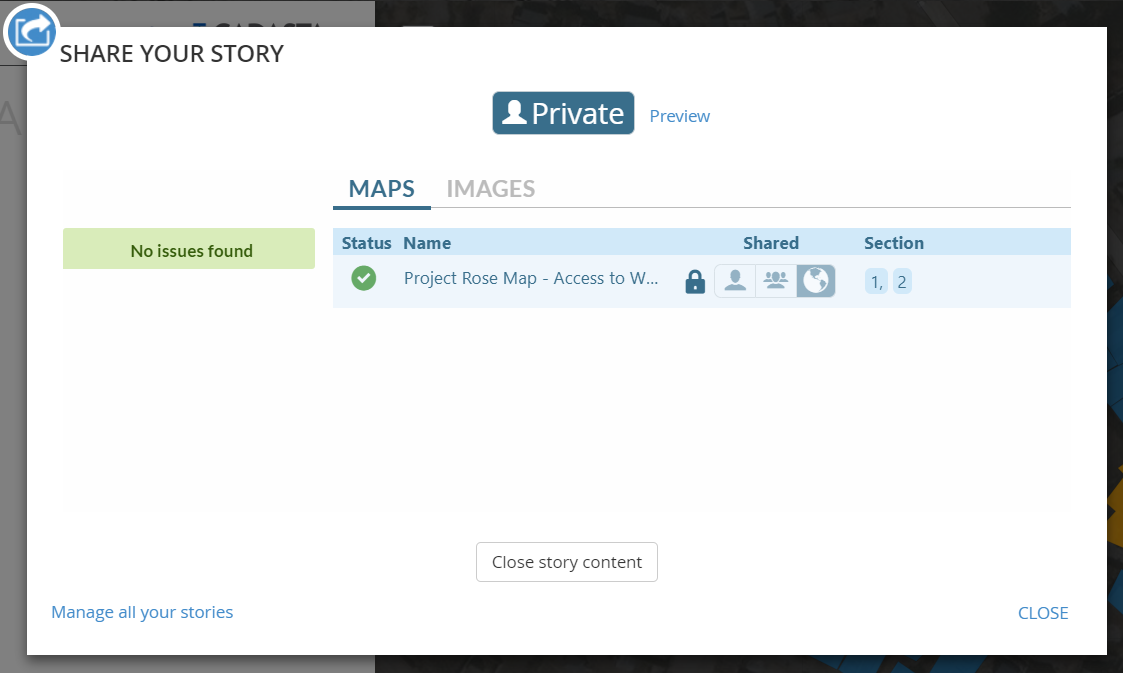 SHARE YOUR STORY
Private Preview
MAPS IMAGES
No issues found
Status Name Shared Section
Project Rose Map - Access to W... 1, 2
Close story content
Manage all your stories CLOSE